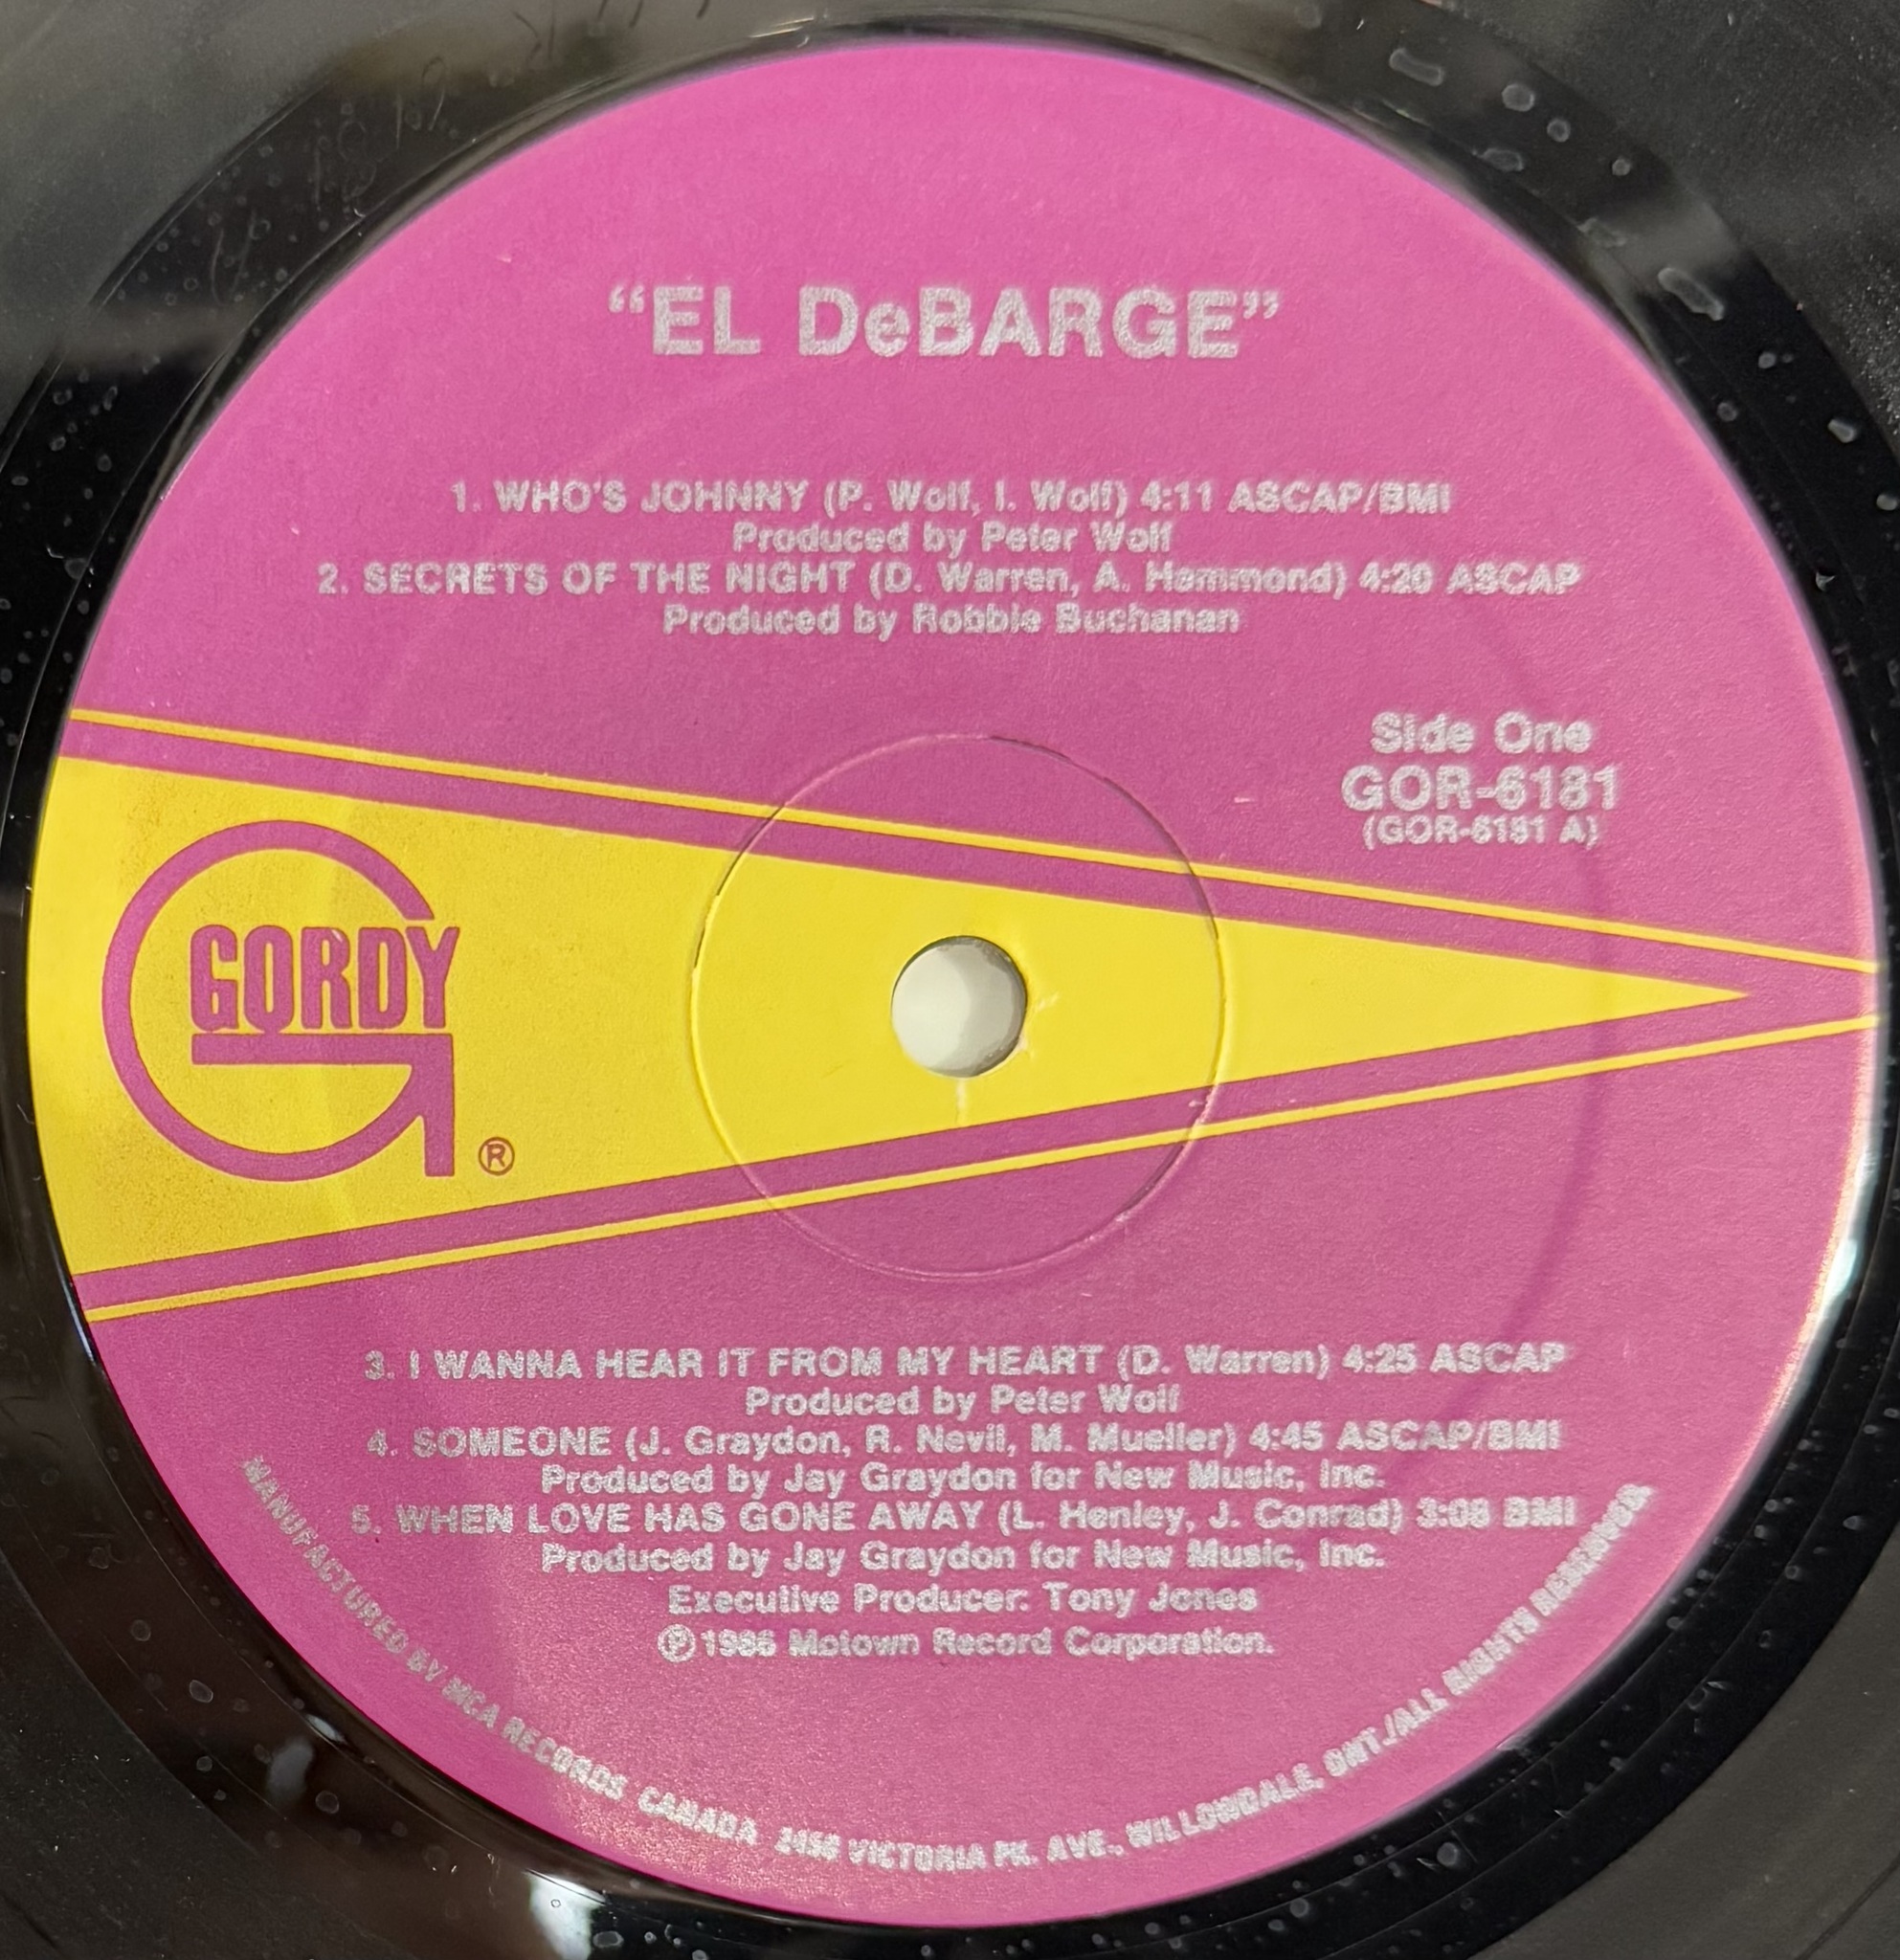 “EL DeBARGE”
1. WHO'S JOHNNY (P. Wolf, I. Wolf) 4:11 ASCAP/BMI
Produced by Peter Wolf
2. SECRETS OF THE NIGHT (D. Warren, A. Hammond) 4:20 ASCAP
Produced by Robbie Buchanan
Side One
GOR-6181
(GOR-6181 A)
GORDY
®
3. I WANNA HEAR IT FROM MY HEART (D. Warren) 4:25 ASCAP
Produced by Peter Wolf
4. SOMEONE (J. Graydon, R. Nevil, M. Mueller) 4:45 ASCAP/BMI
Produced by Jay Graydon for New Music, Inc.
5. WHEN LOVE HAS GONE AWAY (L. Henley, J. Conrad) 3:08 BMI
Produced by Jay Graydon for New Music, Inc.
Executive Producer: Tony Jones
℗ 1986 Motown Record Corporation.
MANUFACTURED BY MCA RECORDS CANADA 2450 VICTORIA PK. AVE., WILLOWDALE, ONT./ALL RIGHTS RESERVED